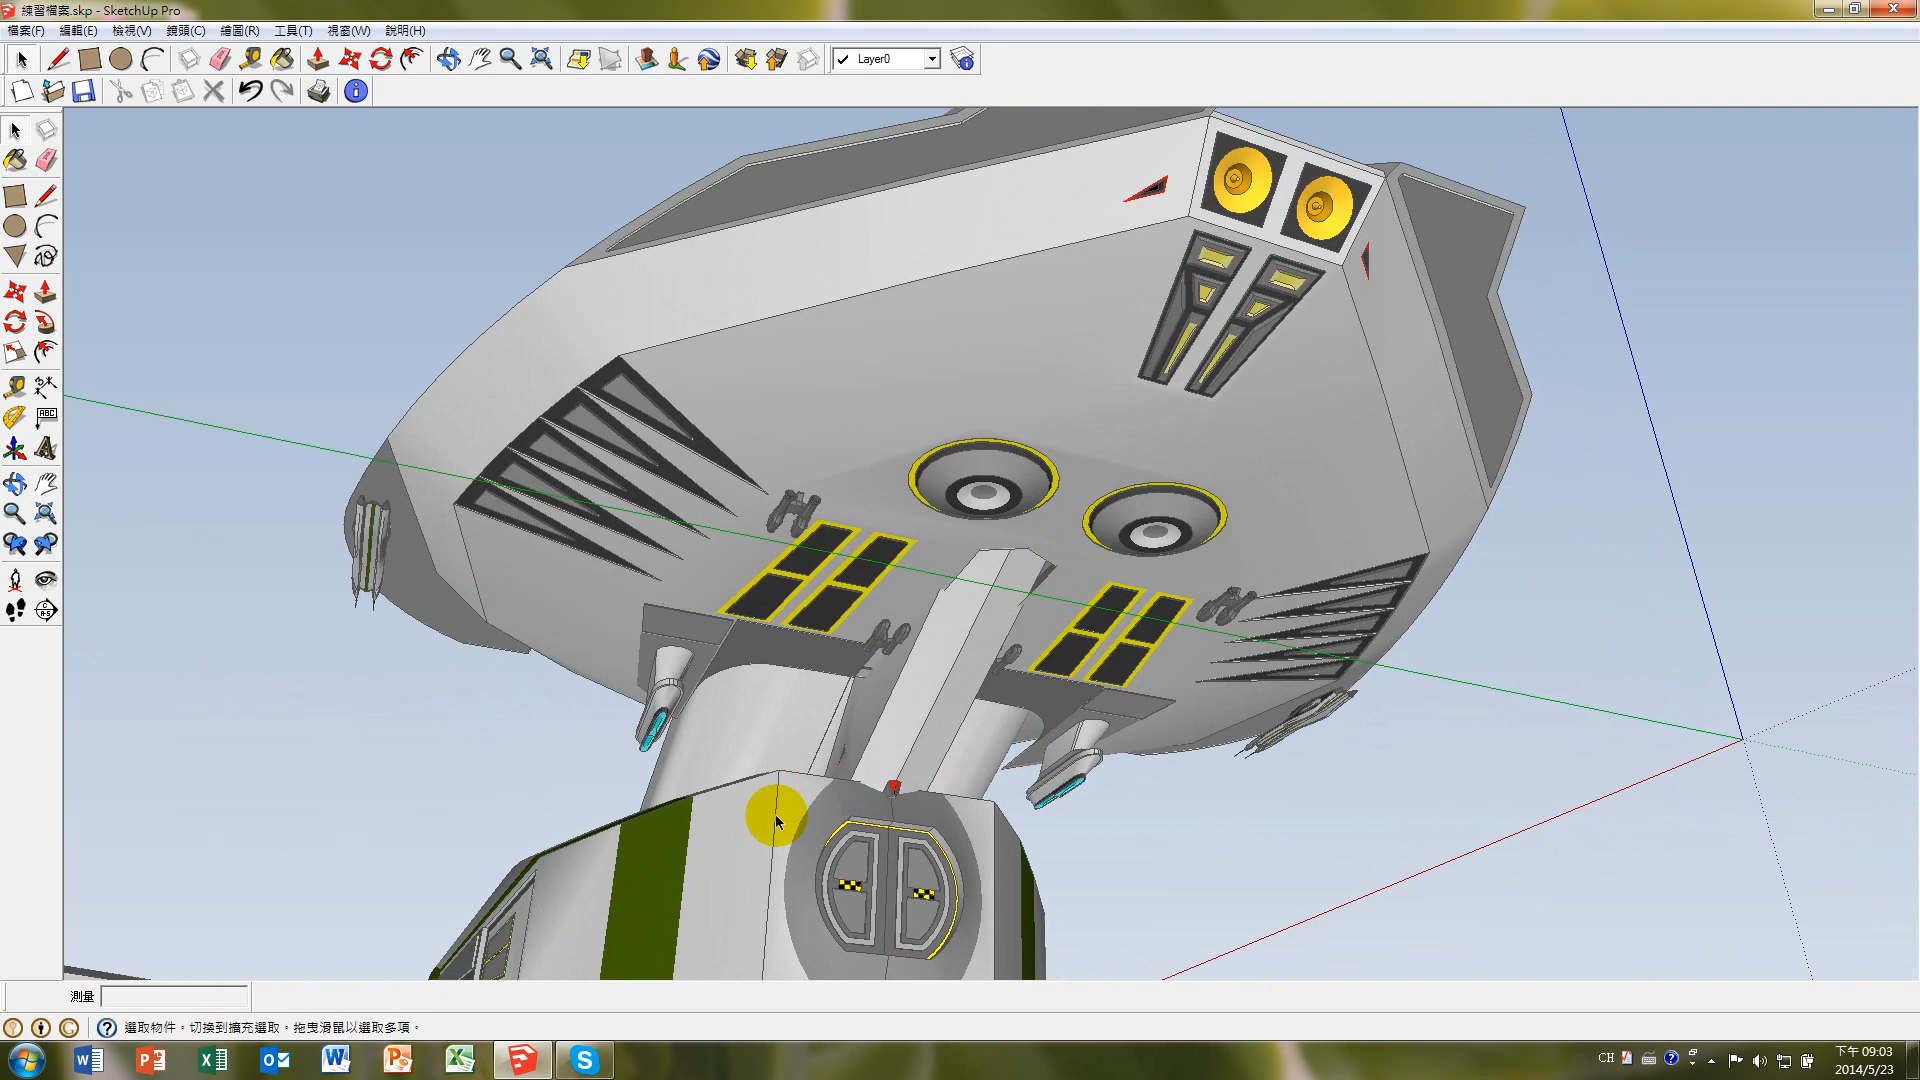 練習檔案.skp - SketchUp Pro
檔案(F) 編輯(E) 檢視(V) 鏡頭(C) 繪圖(R) 工具(T) 視窗(W) 說明(H)
Layer0
ABC
測量
選取物件。切換到擴充選取。拖曳滑鼠以選取多項。
CH
下午 09:03
2014/5/23